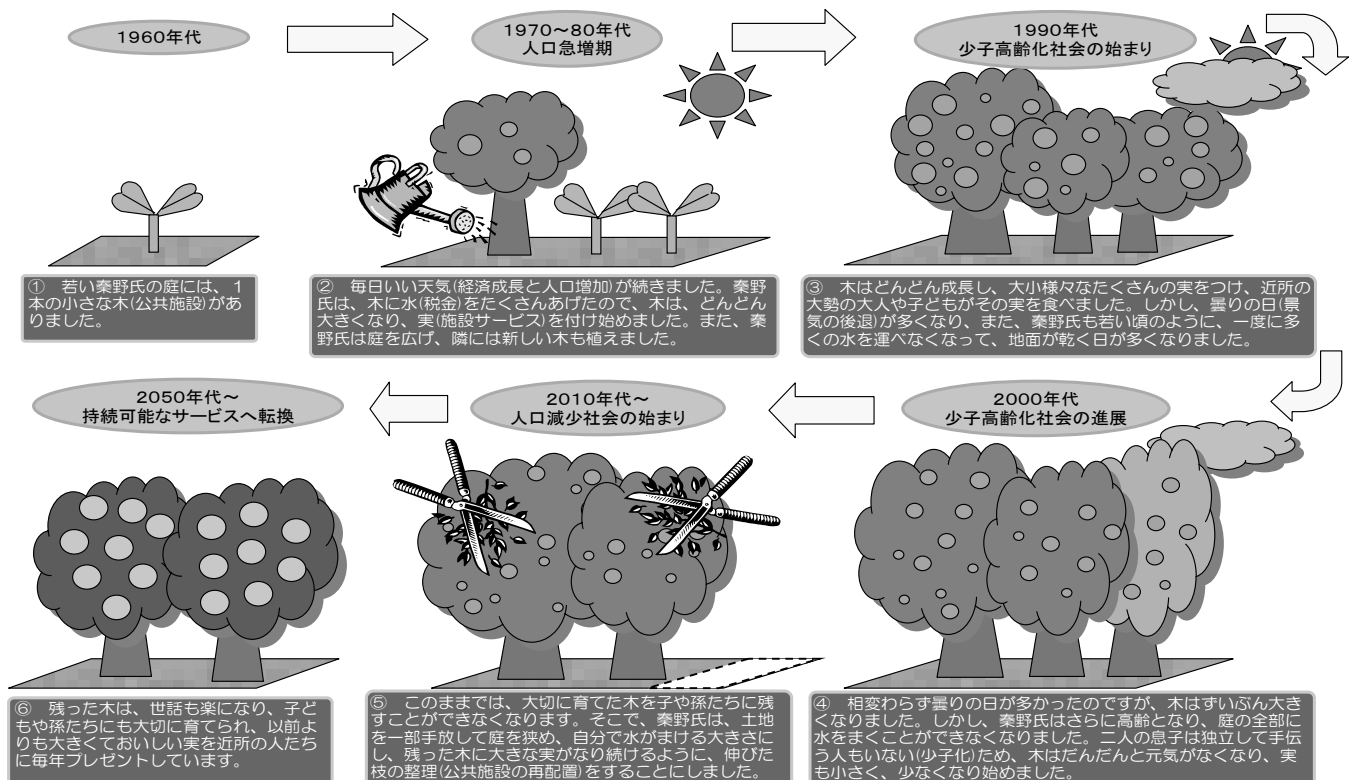 1960年代
1970～80年代
人口急増期
1990年代
少子高齢化社会の始まり
① 若い秦野氏の庭には、1
本の小さな木(公共施設)があ
りました。
② 毎日いい天気(経済成長と人口増加)が続きました。秦野
氏は、木に水(税金)をたくさんあげたので、木は、どんどん
大きくなり、実(施設サービス)を付け始めました。また、秦
野氏は庭を広げ、隣には新しい木も植えました。
③ 木はどんどん成長し、大小様々なたくさんの実をつけ、近所の
大勢の大人や子どもがその実を食べました。しかし、曇りの日(景
気の後退)が多くなり、また、秦野氏も若い頃のように、一度に多
くの水を運べなくなって、地面が乾く日が多くなりました。
2000年代
少子高齢化社会の進展
④ 相変わらず曇りの日が多かったのですが、木はずいぶん大き
くなりました。しかし、秦野氏はさらに高齢となり、庭の全部に
水をまくことができなくなりました。二人の息子は独立して手伝
う人もいない(少子化)ため、木はだんだんと元気がなくなり、実
も小さく、少なくなり始めました。
2010年代～
人口減少社会の始まり
⑤ このままでは、大切に育てた木を子や孫たちに残
すことができなくなります。そこで、秦野氏は、土地
を一部手放して庭を狭め、自分で水がまける大きさに
し、残った木に大きな実がなり続けるように、伸びた
枝の整理(公共施設の再配置)をすることにしました。
2050年代～
持続可能なサービスへ転換
⑥ 残った木は、世話も楽になり、子ど
もや孫たちにも大切に育てられ、以前よ
りも大きくておいしい実を近所の人たち
に毎年プレゼントしています。